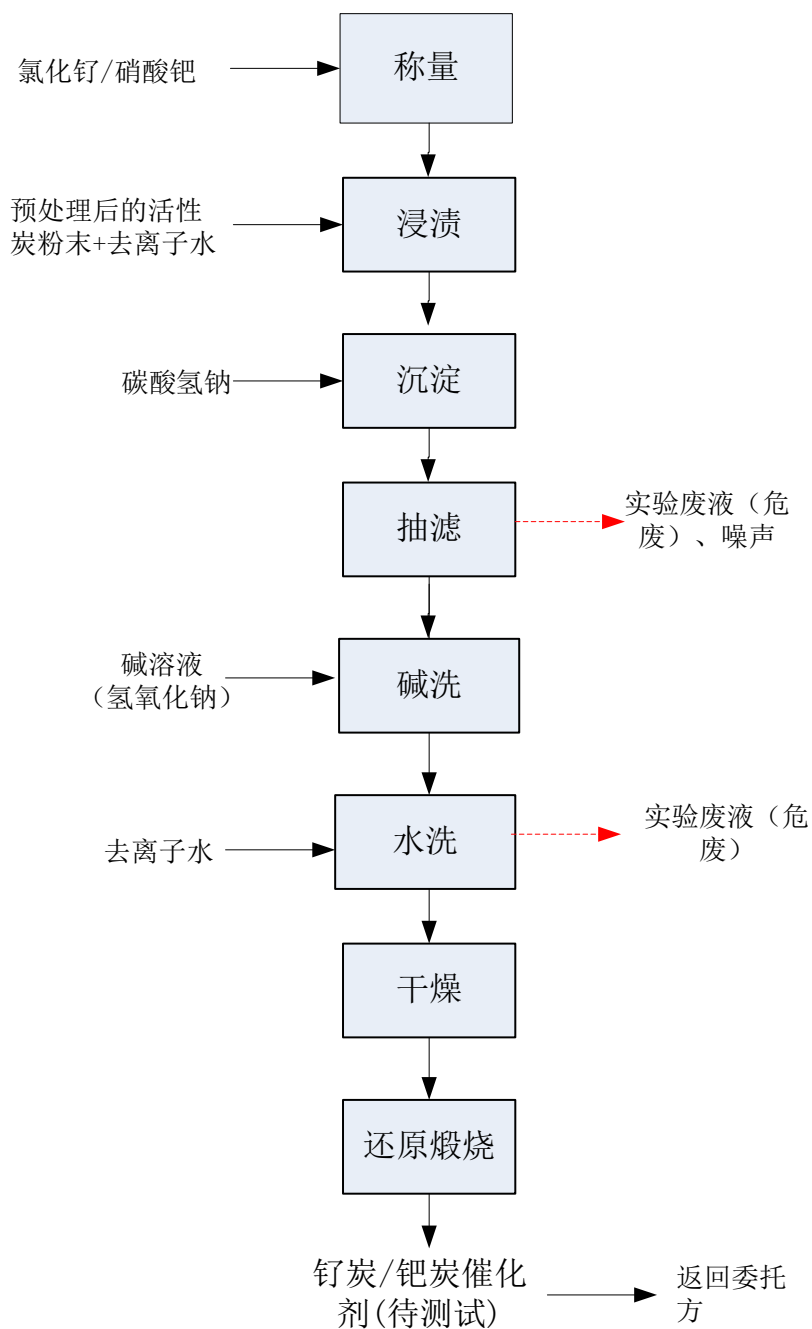 氯化钌/硝酸钯
称量
预处理后的活性
炭粉末+去离子水
浸渍
碳酸氢钠
沉淀
抽滤
实验废液（危
废）、噪声
碱溶液
（氢氧化钠）
碱洗
去离子水
水洗
实验废液（危
废）
干燥
还原煅烧
钌炭/钯炭催化
剂(待测试)
返回委托
方